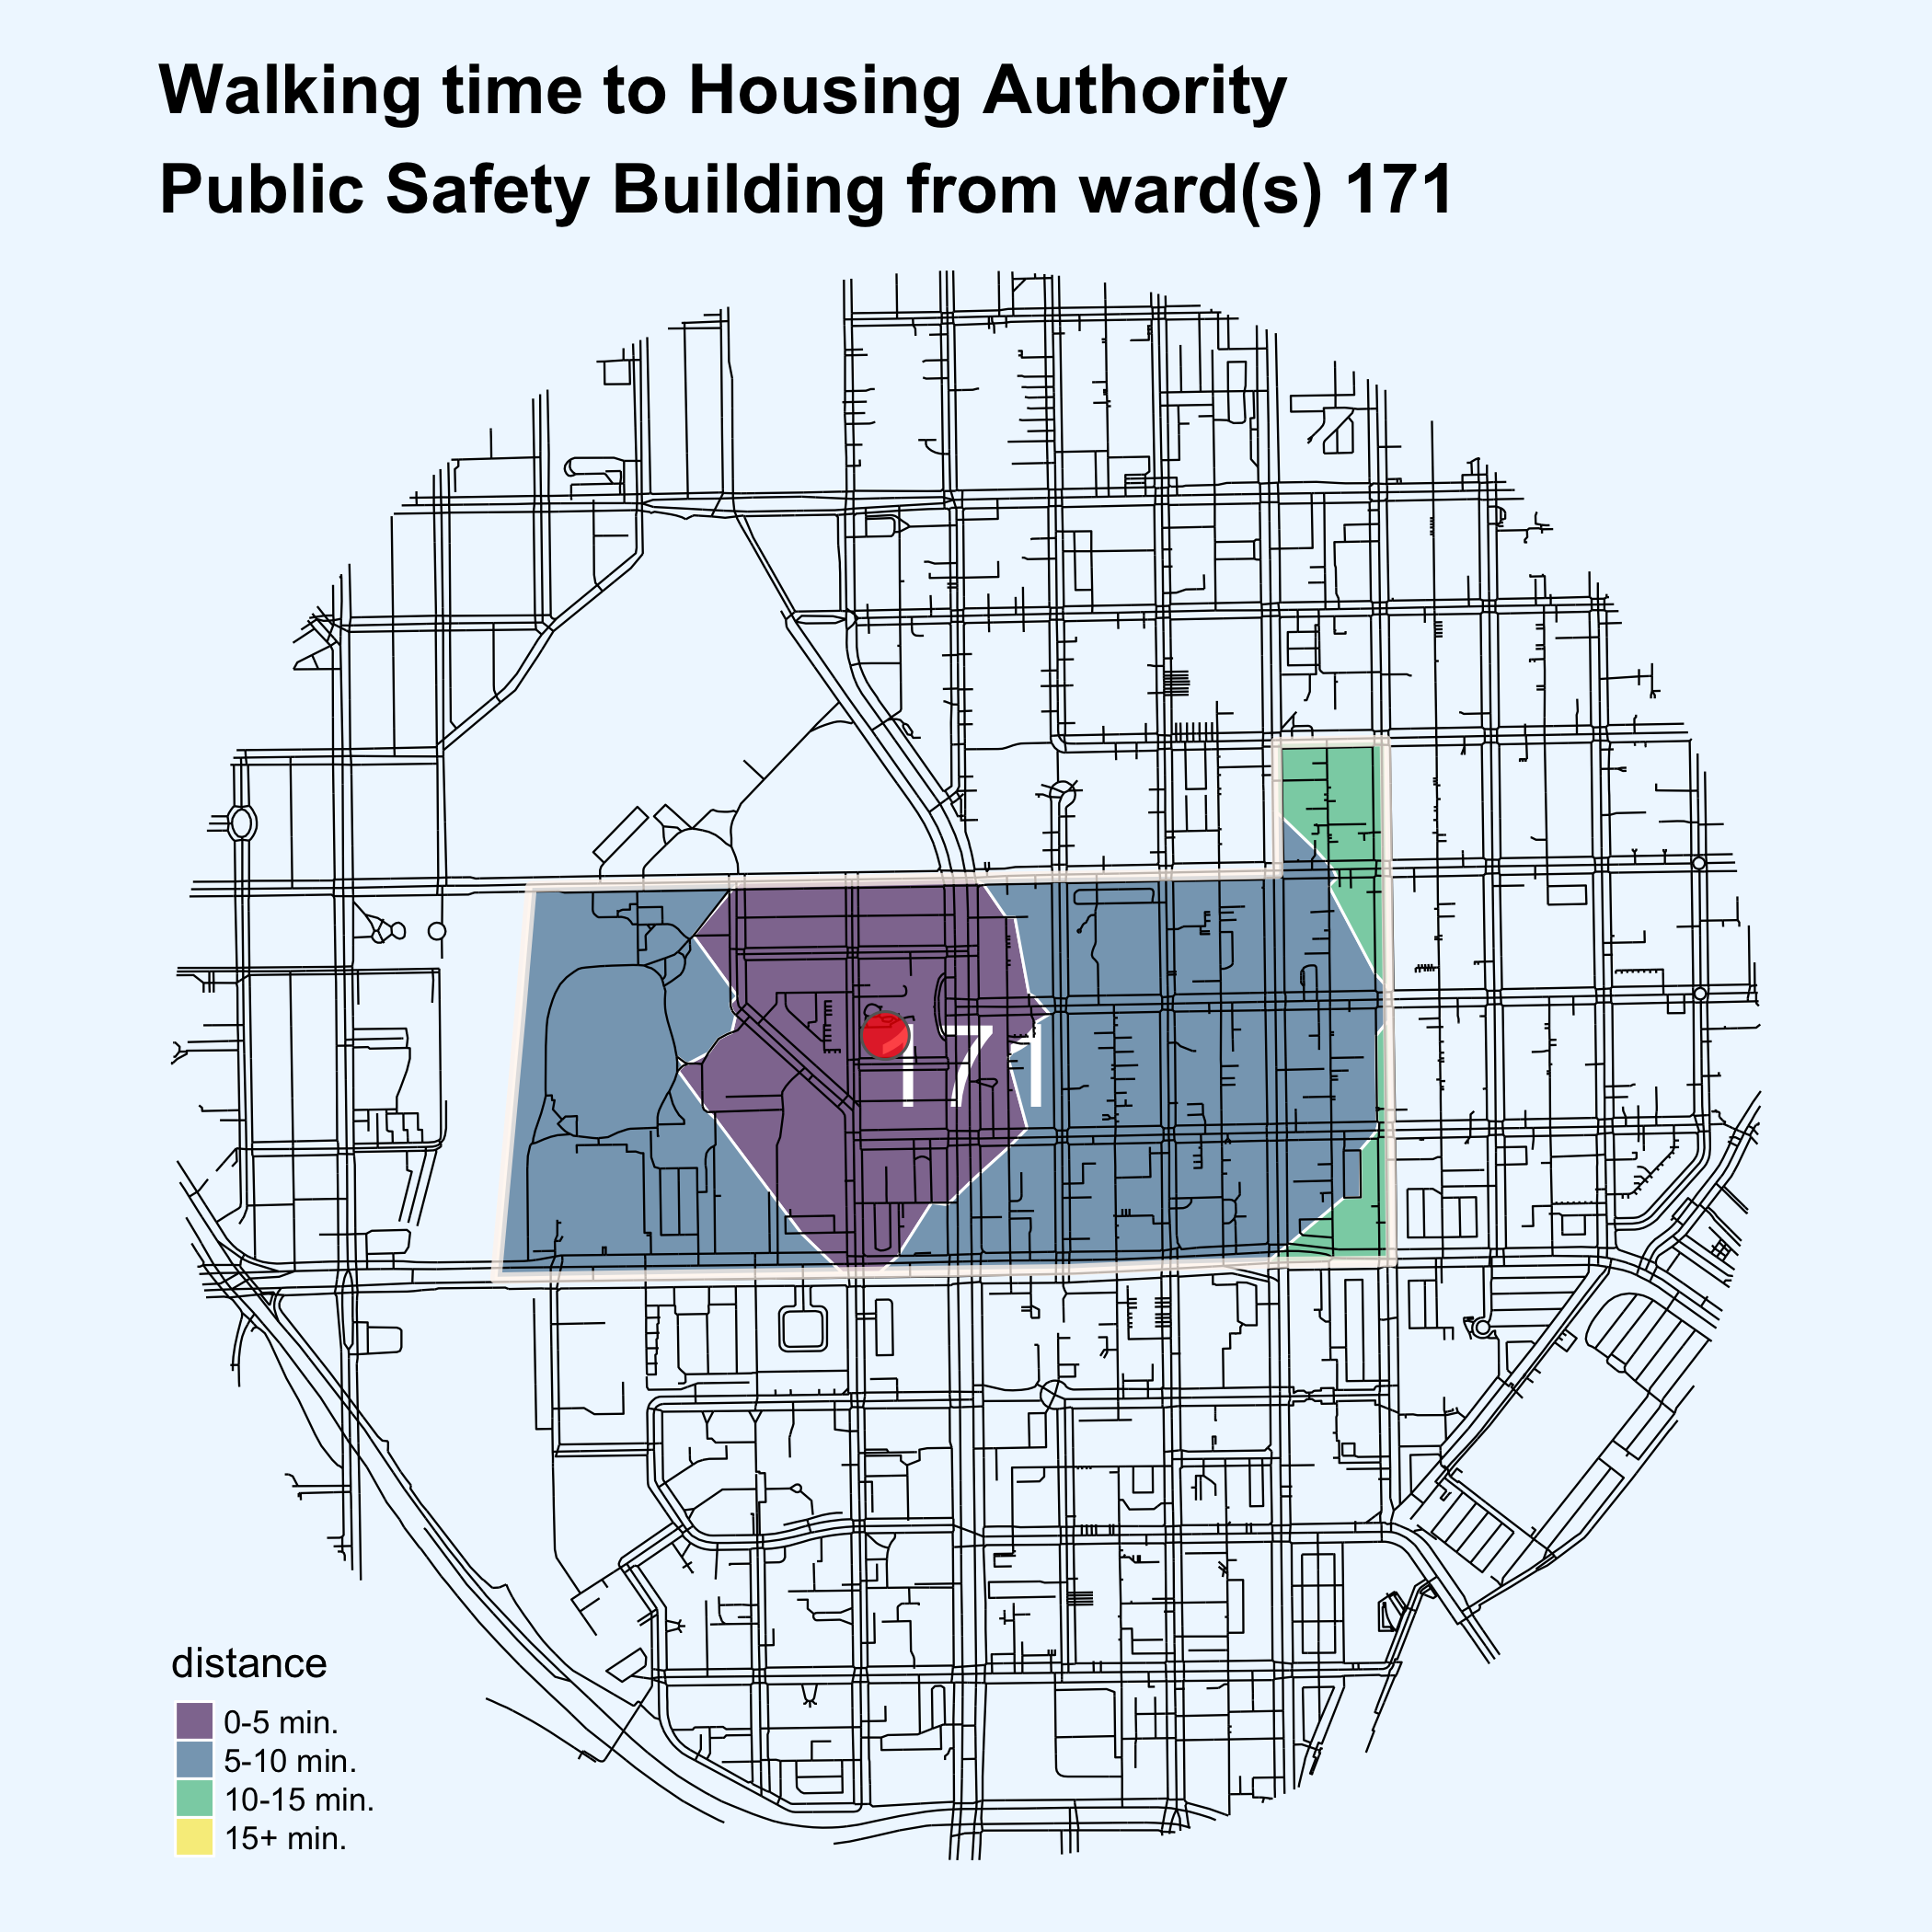 Walking time to Housing Authority
Public Safety Building from ward(s) 171
171
distance
0-5 min.
5-10 min.
10-15 min.
15+ min.